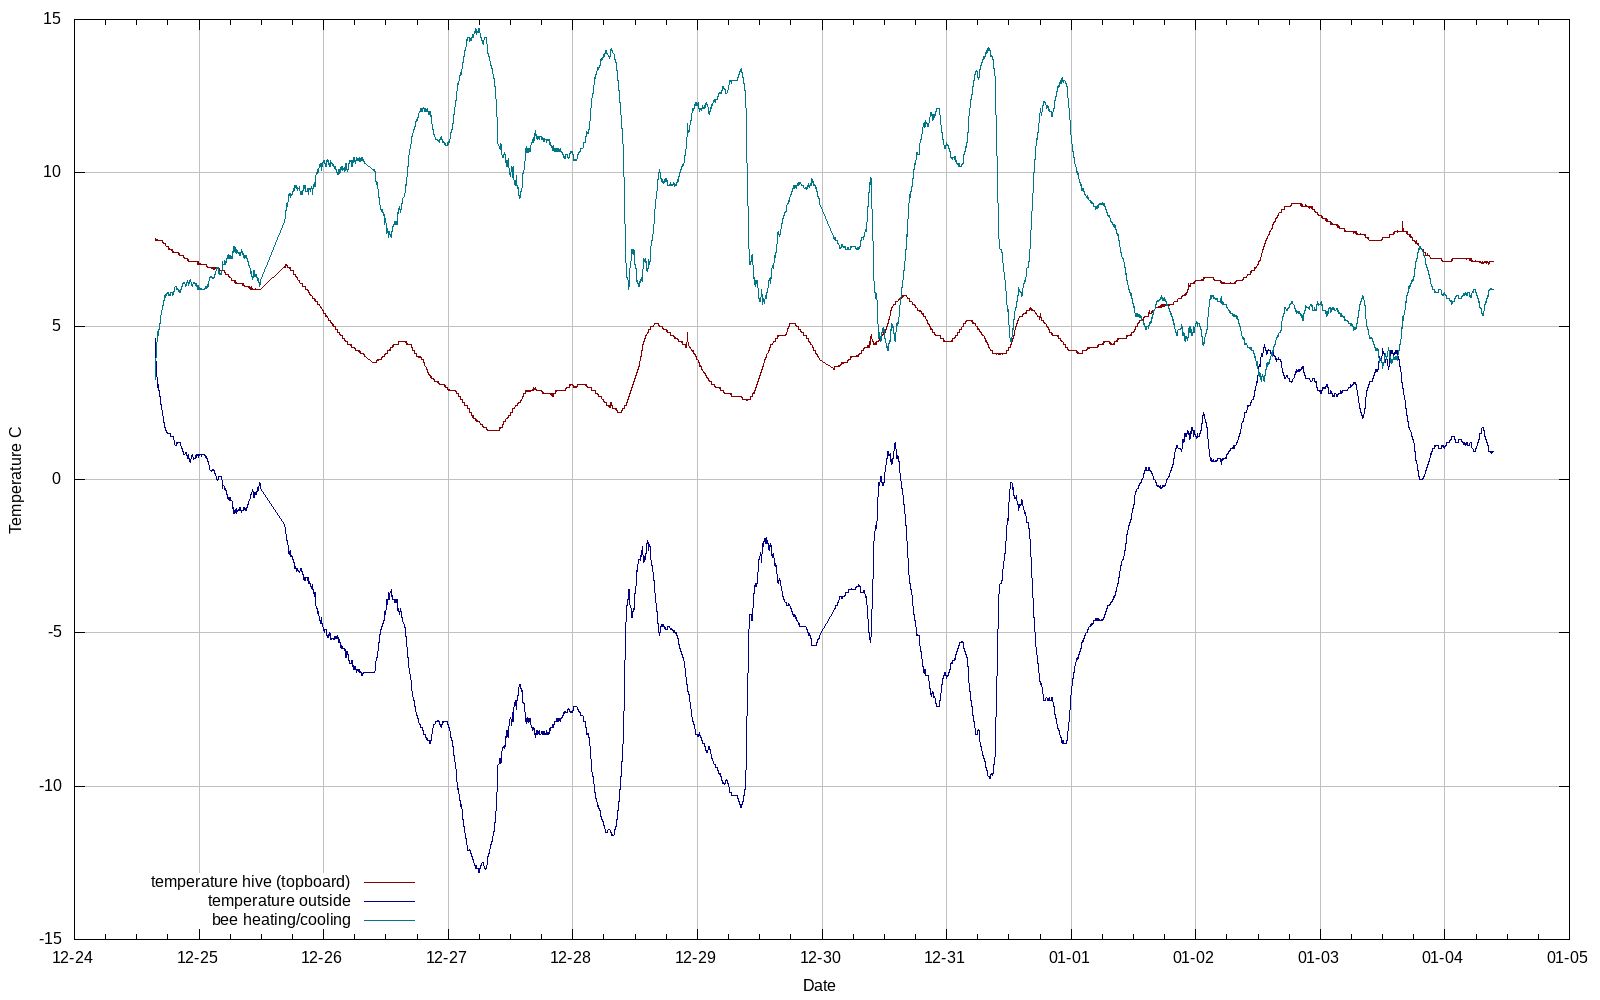 15
10
5
0
-5
-10
-15
Temperature C
temperature hive (topboard)
temperature outside
bee heating/cooling
12-24 12-25 12-26 12-27 12-28 12-29 12-30 12-31 01-01 01-02 01-03 01-04 01-05
Date